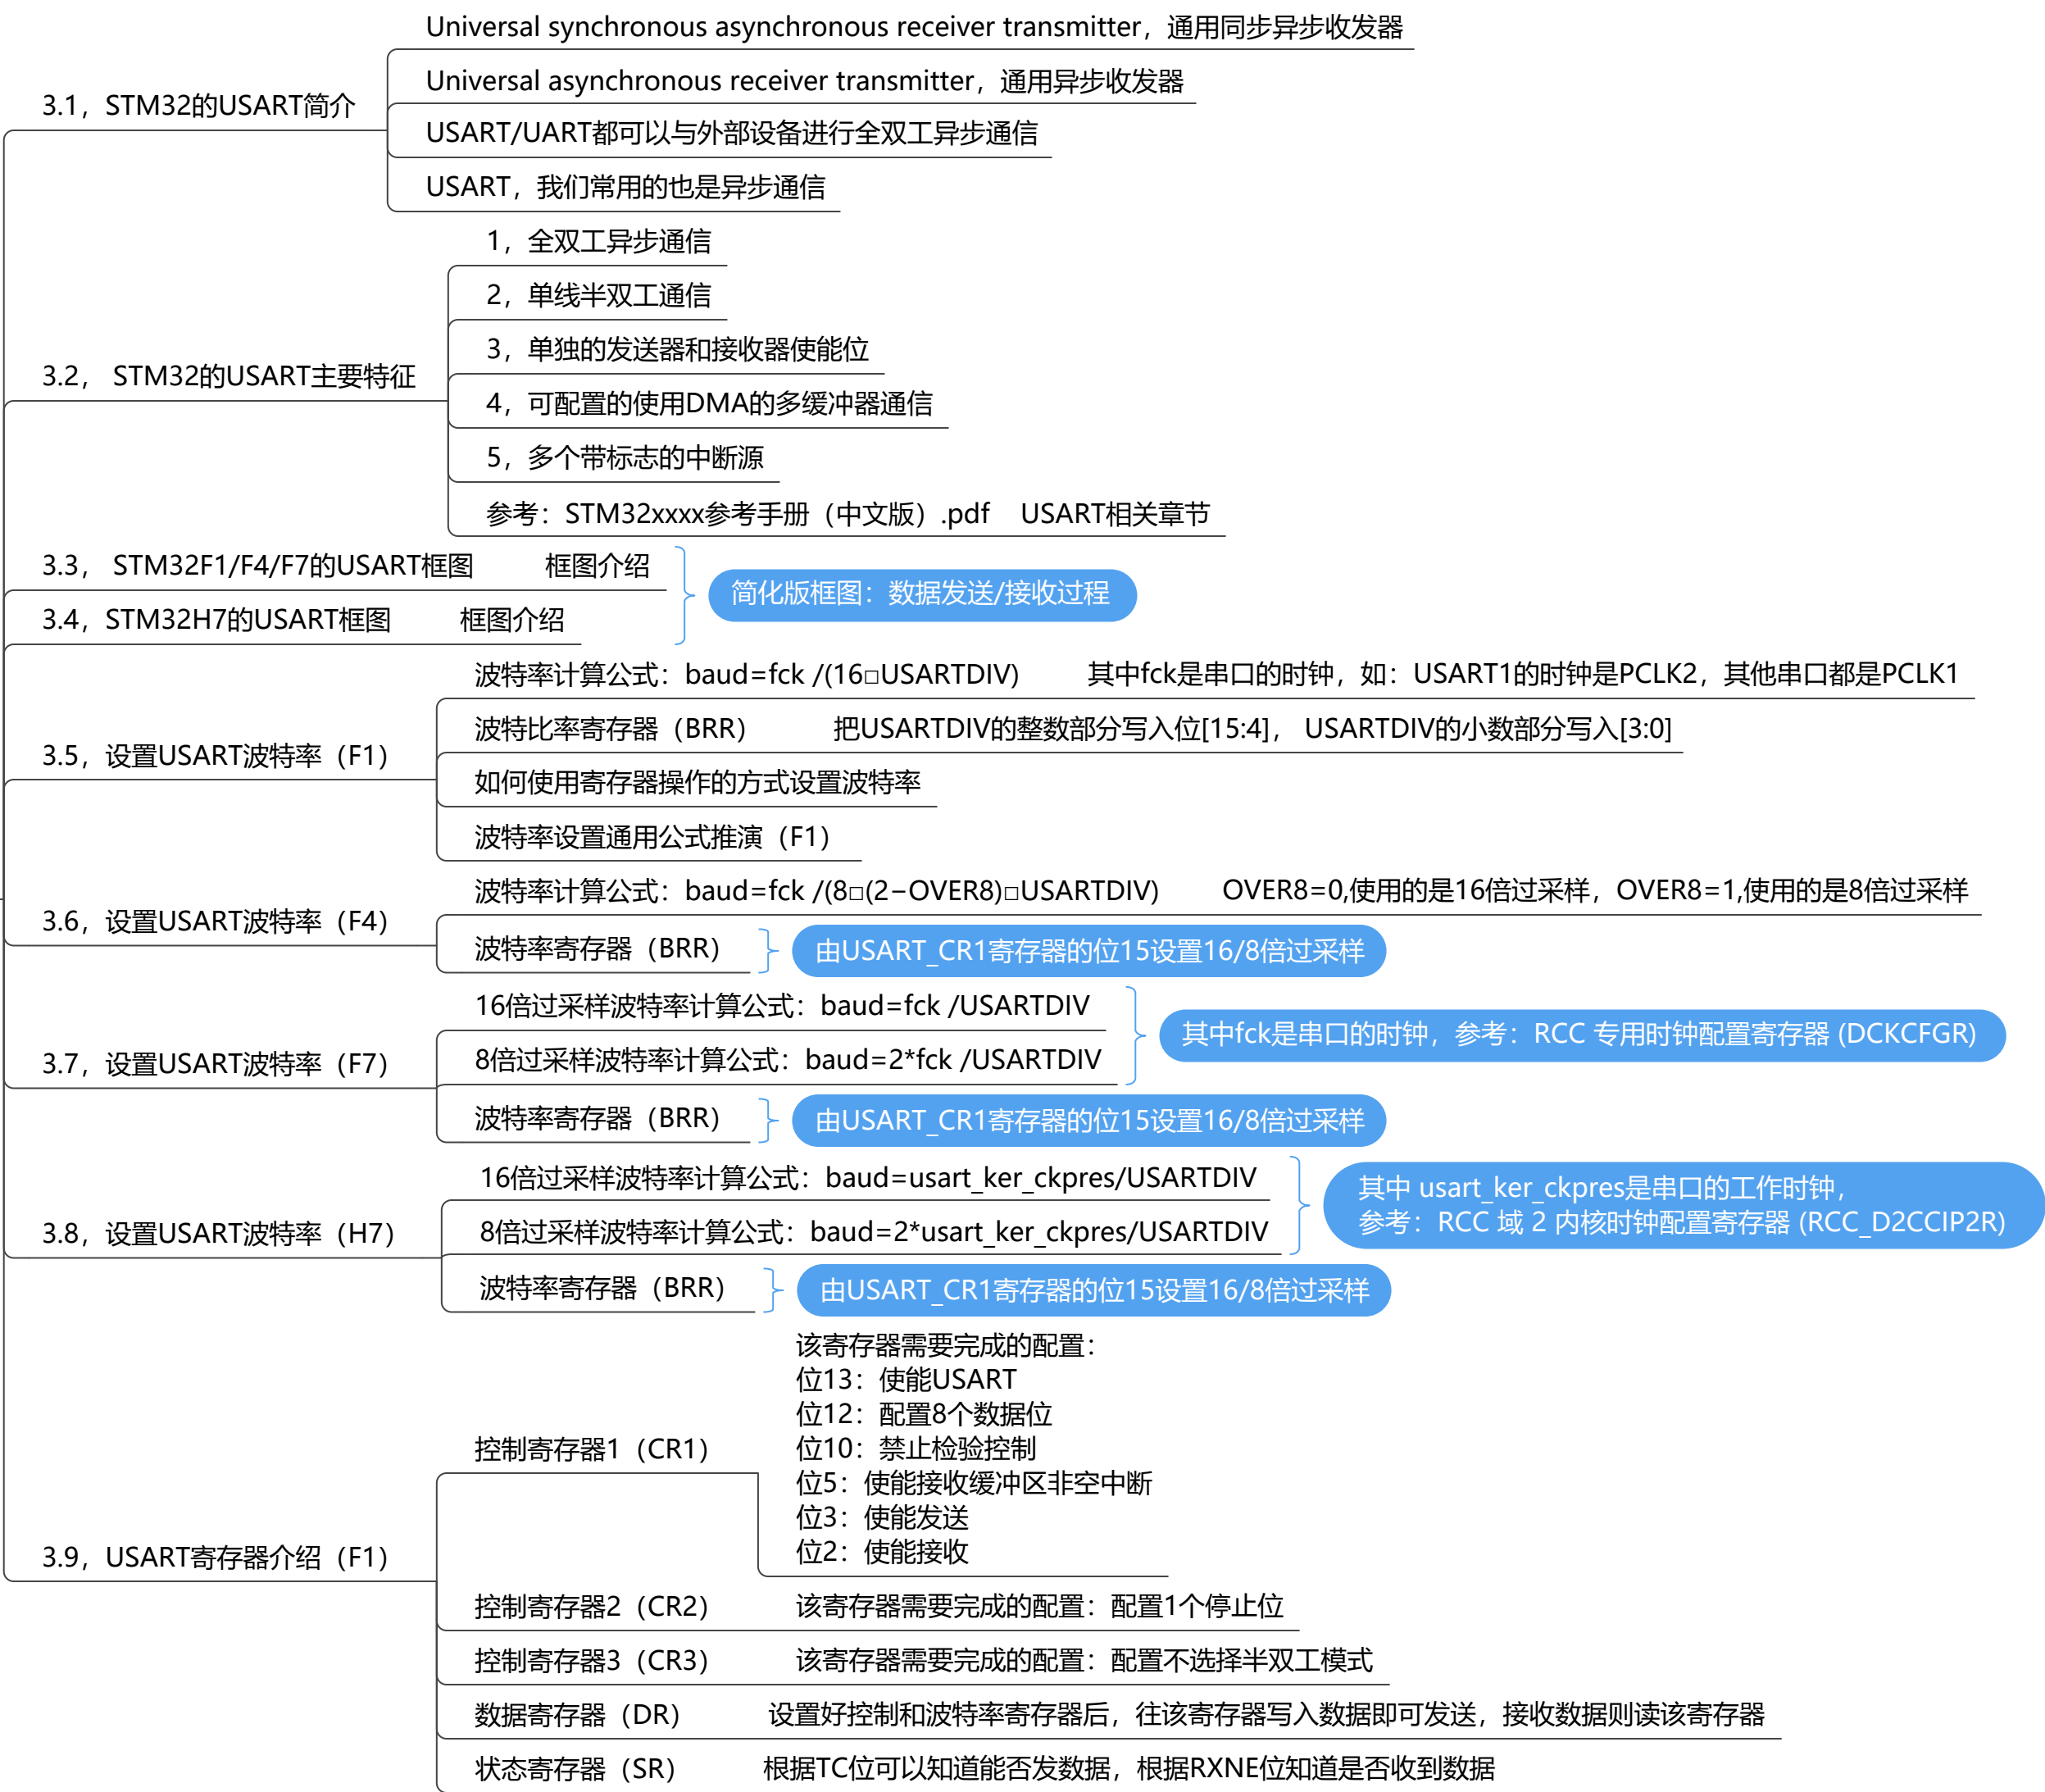 3.1，STM32的USART简介
Universal synchronous asynchronous receiver transmitter，通用同步异步收发器
Universal asynchronous receiver transmitter，通用异步收发器
USART/UART都可以与外部设备进行全双工异步通信
USART，我们常用的也是异步通信
3.2， STM32的USART主要特征
1，全双工异步通信
2，单线半双工通信
3，单独的发送器和接收器使能位
4，可配置的使用DMA的多缓冲器通信
5，多个带标志的中断源
参考：STM32xxxx参考手册（中文版）.pdf USART相关章节
3.3， STM32F1/F4/F7的USART框图 框图介绍
3.4，STM32H7的USART框图 框图介绍
简化版框图：数据发送/接收过程
3.5，设置USART波特率（F1）
波特率计算公式：baud=fck /(16□USARTDIV) 其中fck是串口的时钟，如：USART1的时钟是PCLK2，其他串口都是PCLK1
波特比率寄存器（BRR） 把USARTDIV的整数部分写入位[15:4]， USARTDIV的小数部分写入[3:0]
如何使用寄存器操作的方式设置波特率
波特率设置通用公式推演（F1）
3.6，设置USART波特率（F4）
波特率计算公式：baud=fck /(8□(2−OVER8)□USARTDIV) OVER8=0,使用的是16倍过采样，OVER8=1,使用的是8倍过采样
波特率寄存器（BRR） 由USART_CR1寄存器的位15设置16/8倍过采样
3.7，设置USART波特率（F7）
16倍过采样波特率计算公式：baud=fck /USARTDIV
8倍过采样波特率计算公式：baud=2*fck /USARTDIV
其中fck是串口的时钟，参考：RCC 专用时钟配置寄存器 (DCKCFGR)
波特率寄存器（BRR） 由USART_CR1寄存器的位15设置16/8倍过采样
3.8，设置USART波特率（H7）
16倍过采样波特率计算公式：baud=usart_ker_ckpres/USARTDIV
8倍过采样波特率计算公式：baud=2*usart_ker_ckpres/USARTDIV
其中 usart_ker_ckpres是串口的工作时钟，
参考：RCC 域 2 内核时钟配置寄存器 (RCC_D2CCIP2R)
波特率寄存器（BRR） 由USART_CR1寄存器的位15设置16/8倍过采样
3.9，USART寄存器介绍（F1）
控制寄存器1（CR1）
该寄存器需要完成的配置：
位13：使能USART
位12：配置8个数据位
位10：禁止检验控制
位5：使能接收缓冲区非空中断
位3：使能发送
位2：使能接收
控制寄存器2（CR2） 该寄存器需要完成的配置：配置1个停止位
控制寄存器3（CR3） 该寄存器需要完成的配置：配置不选择半双工模式
数据寄存器（DR） 设置好控制和波特率寄存器后，往该寄存器写入数据即可发送，接收数据则读该寄存器
状态寄存器（SR） 根据TC位可以知道能否发数据，根据RXNE位知道是否收到数据